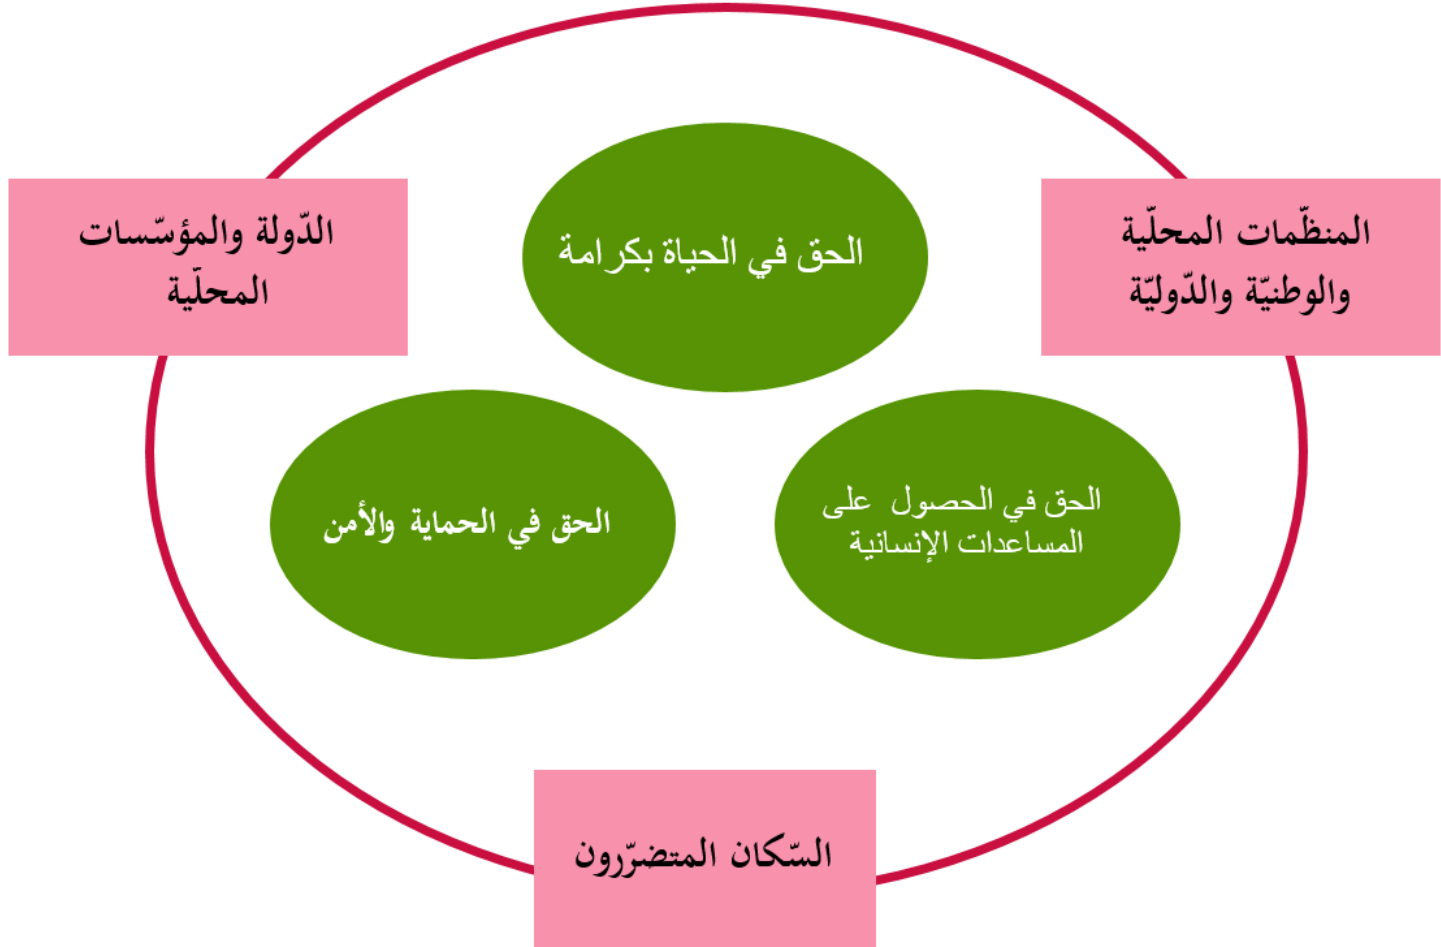 الحق في الحياة بكرامة
المنظّمات المحلّية
والوطنيّة والدّوليّة
الدّولة والمؤسّسات
المحلّية
الحق في الحصول على
المساعدات الإنسانية
الحق في الحماية والأمن
السّكان المتضرّرون